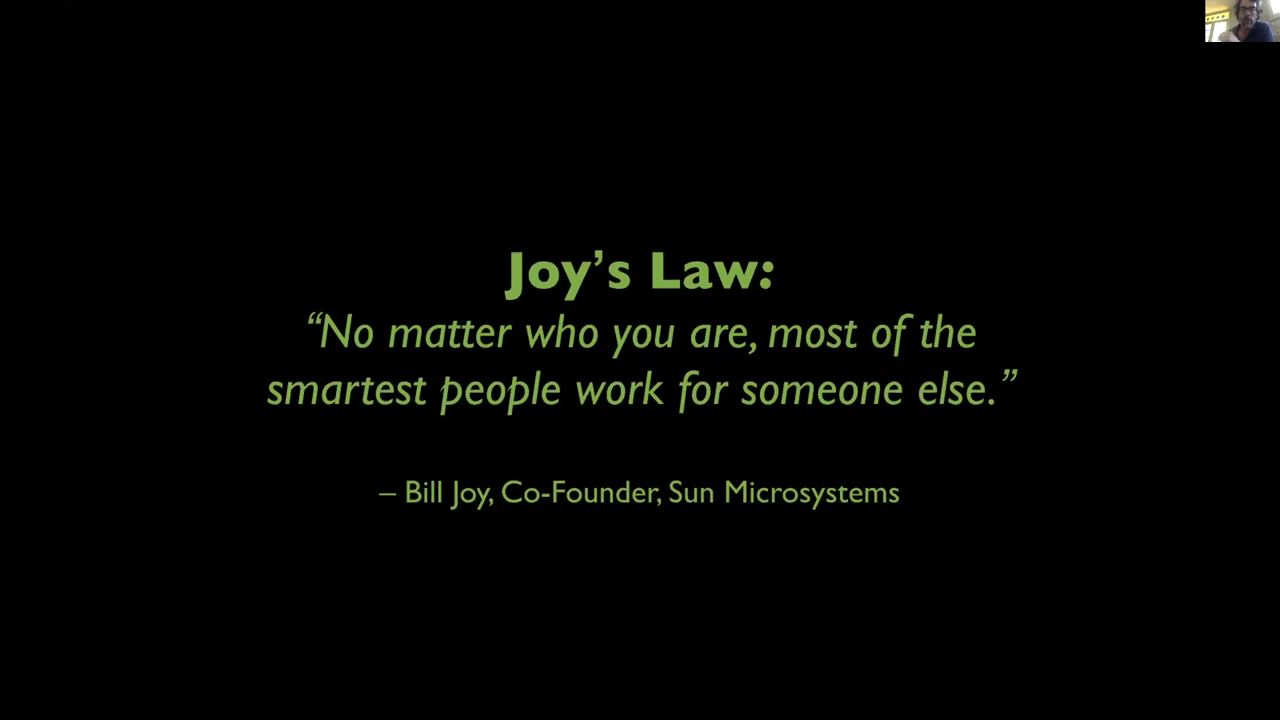 Joy’s Law:
“No matter who you are, most of the
smartest people work for someone else.”
– Bill Joy, Co-Founder, Sun Microsystems